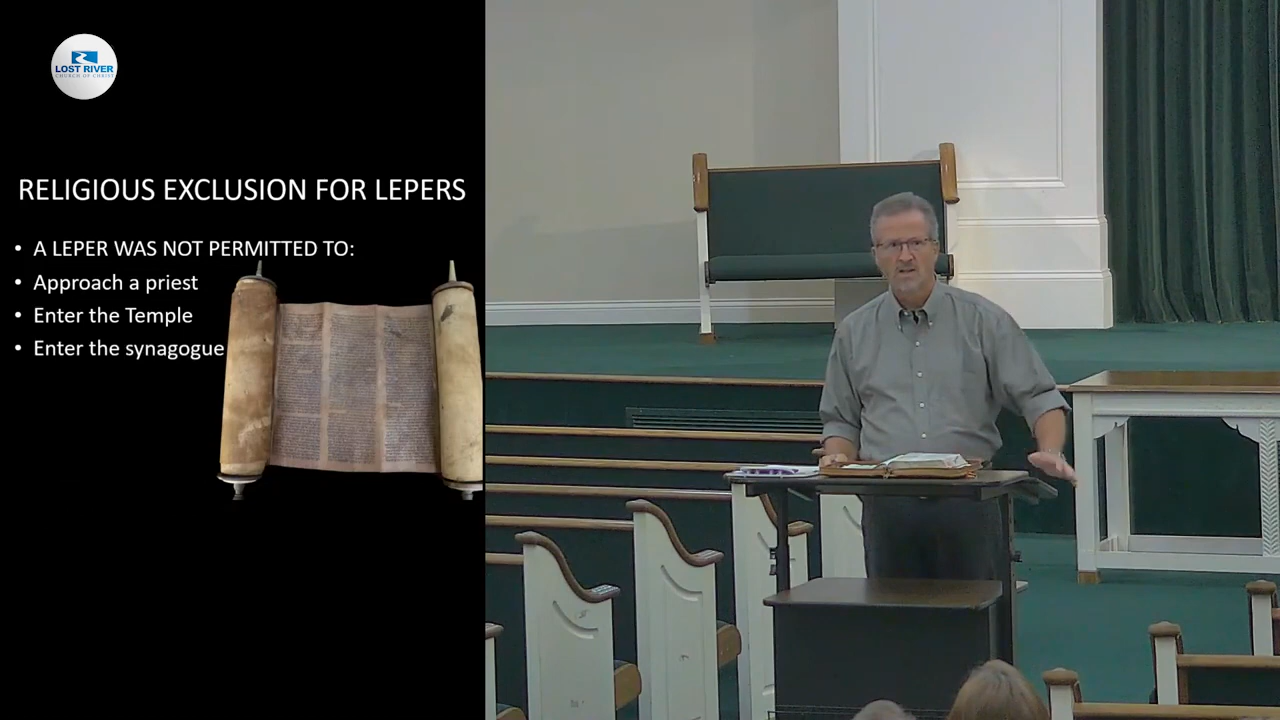 LOST RIVER
CHURCH OF CHRIST
RELIGIOUS EXCLUSION FOR LEPERS
• A LEPER WAS NOT PERMITTED TO:
• Approach a priest
• Enter the Temple
• Enter the synagogue